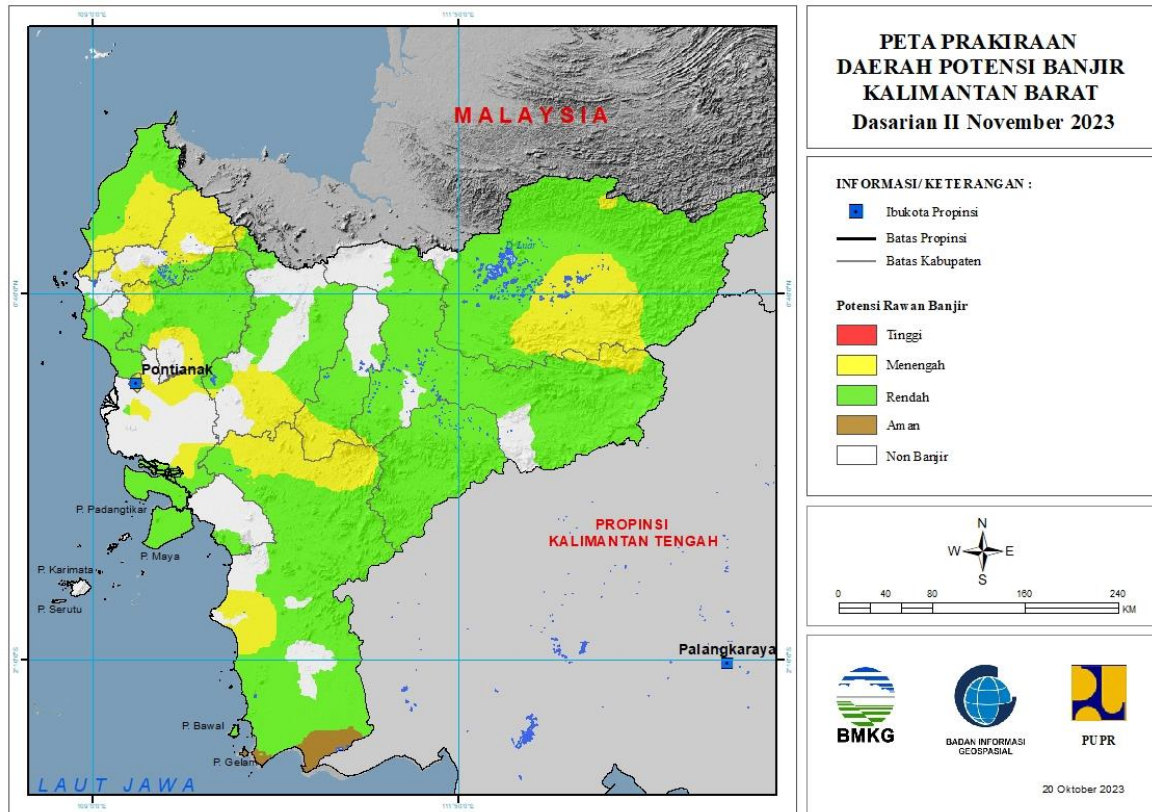 PETA PRAKIRAAN
DAERAH POTENSI BANJIR
KALIMANTAN BARAT
Dasarian II November 2023
INFORMASI/ KETERANGAN :
Ibukota Propinsi
Batas Propinsi
Batas Kabupaten
Potensi Rawan Banjir
Tinggi
Menengah
Rendah
Aman
Non Banjir
N
W E
S
0 40 80 160 240
KM
BMKG
BADAN INFORMASI
GEOSPASIAL
PUPR
20 Oktober 2023
MALAYSIA
D. Luar
Pontianak
P. Padangtikar
P. Maya
P. Karimata
P. Serutu
PROPINSI
KALIMANTAN TENGAH
Palangkaraya
P. Bawal
P. Gelam
LAUT JAWA